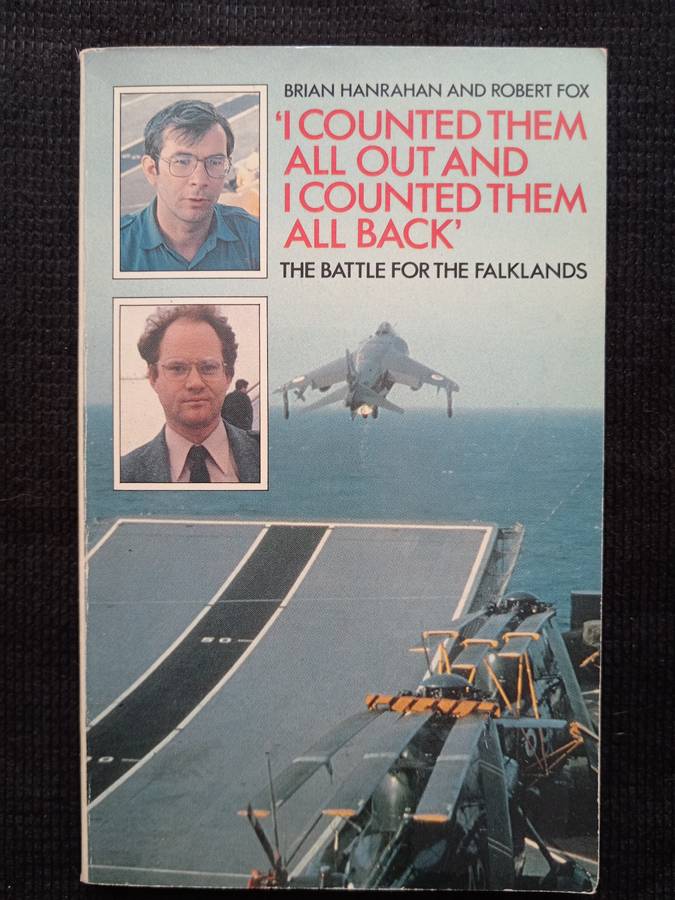 BRIAN HANRAHAN AND ROBERT FOX
'I COUNTED THEM
ALL OUT AND
I COUNTED THEM
ALL BACK'
THE BATTLE FOR THE FALKLANDS
50